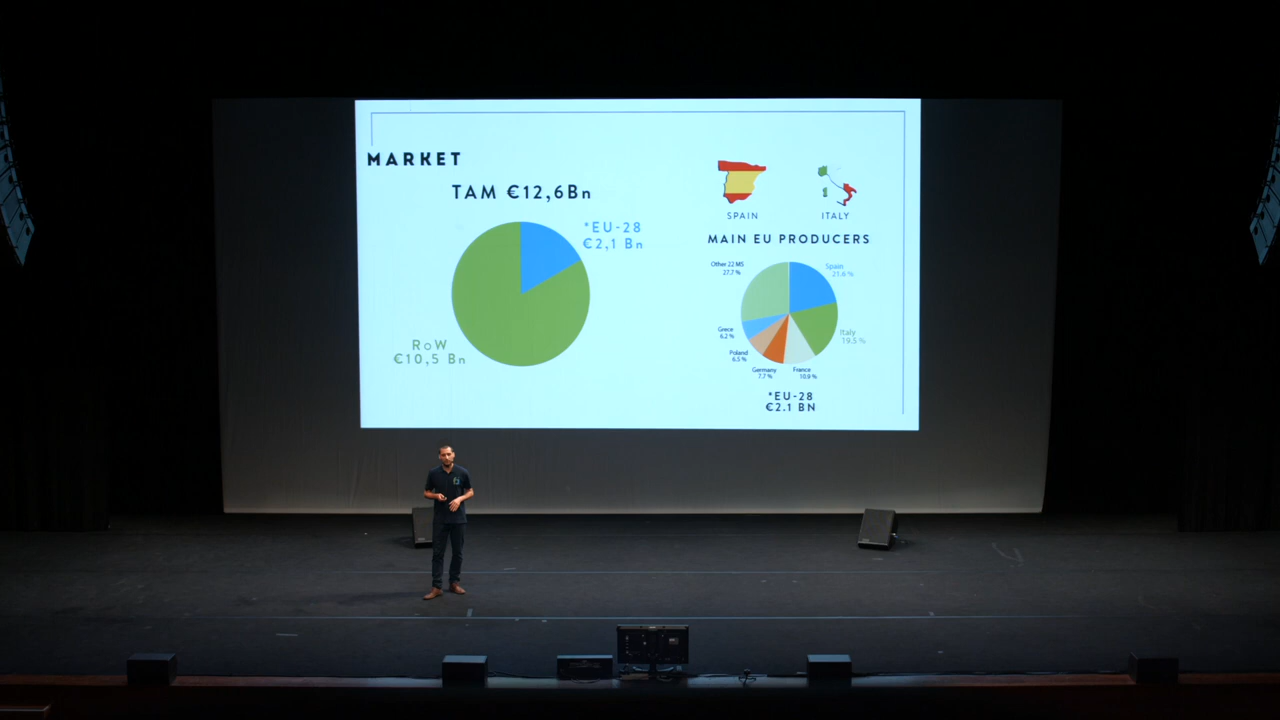 MARKET
TAM €12,6Bn
*EU-28
€2,1 Bn
RoW
€10,5 Bn
SPAIN
ITALY
MAIN EU PRODUCERS
Other 22 MS
27.7 %
Spain
21.6 %
Grece
6.2 %
Italy
19.5 %
Poland
6.5 %
Germany
7.7 %
France
10.9 %
*EU-28
€2.1 BN